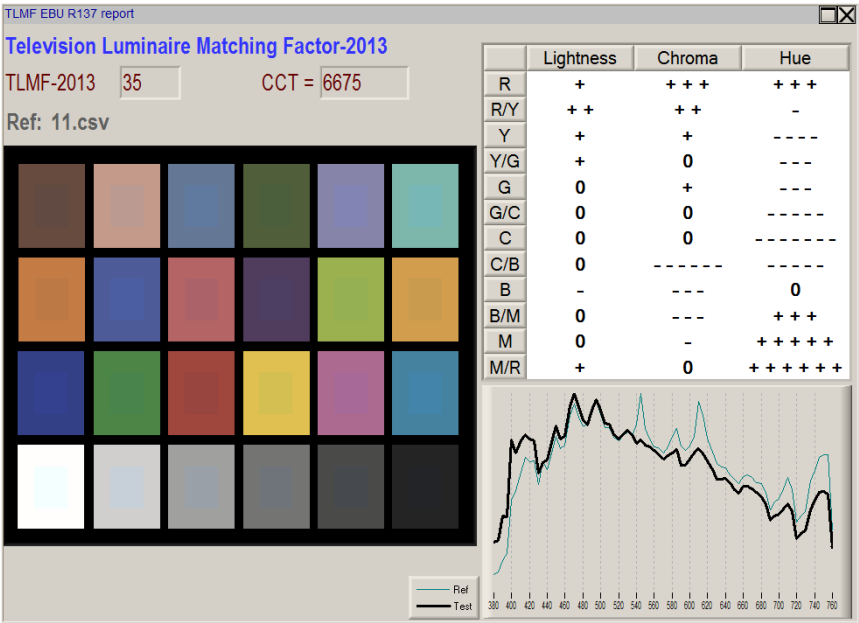 TLMF EBU R137 report
Television Luminaire Matching Factor-2013
TLMF-2013 35 CCT = 6675
Ref: 11.csv
Lightness Chroma Hue
R + + + + + + +
R/Y + + + + -
Y + + - - - -
Y/G + 0 - - -
G 0 + - - -
G/C 0 0 - - - - -
C 0 0 - - - - - - -
C/B 0 - - - - - - - - - - -
B - - - - 0
B/M 0 - - - + + +
M 0 - + + + + +
M/R + 0 + + + + + +
Ref
Test
380 400 420 440 460 480 500 520 540 560 580 600 620 640 660 680 700 720 740 760